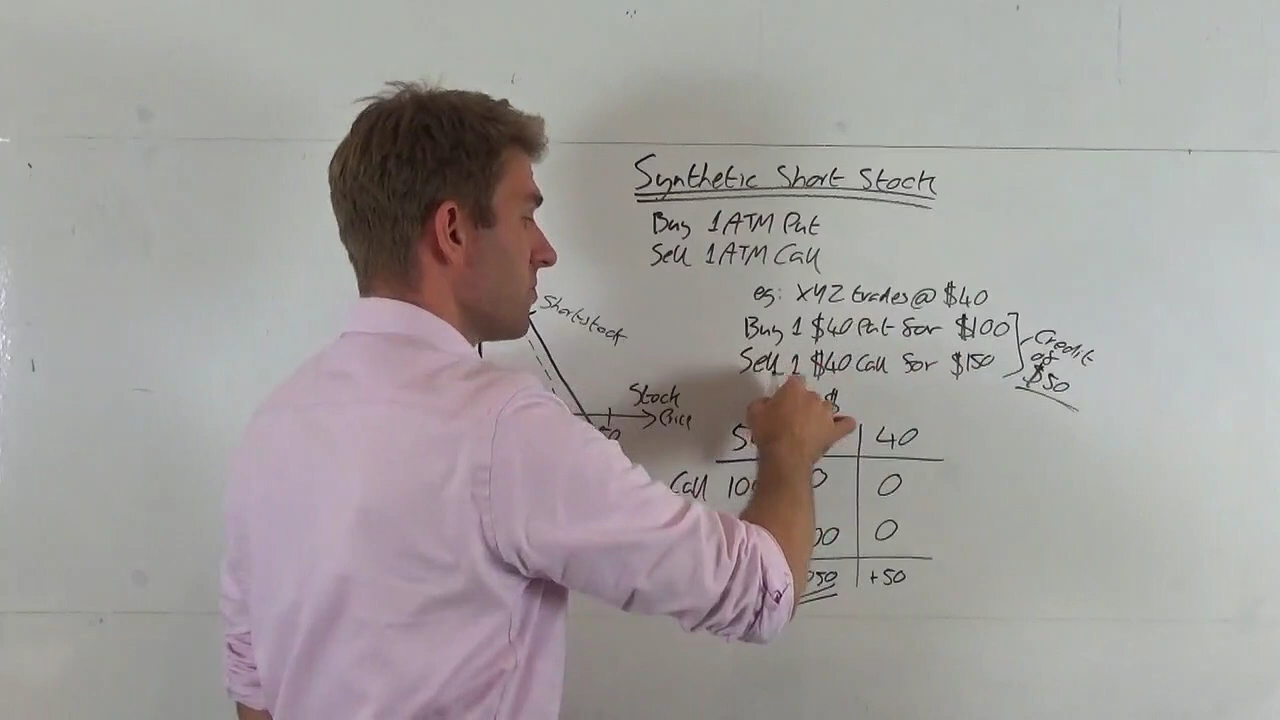 Synthetic Short Stock
Buy 1 ATM Put
Sell 1 ATM Call
eg: XYZ trades @ $40
Buy 1 $40 Put for $100
Sell 1 $40 Call for $150
Credit
of
$50
Short stock
Stock
Price
40
Call 0
0
+50